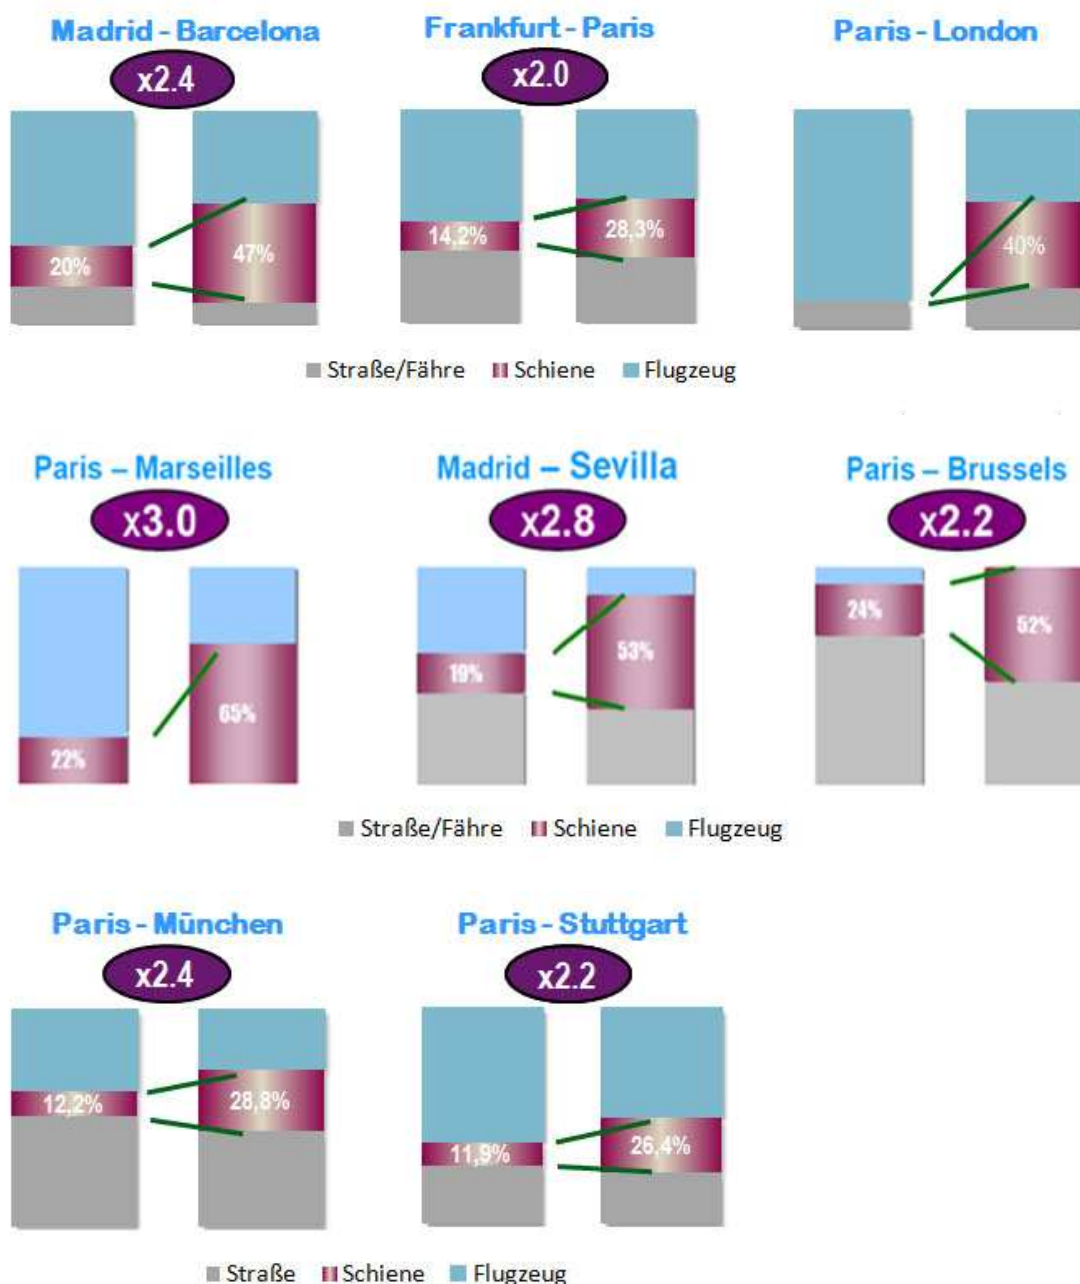 Madrid - Barcelona Frankfurt - Paris Paris - London
x2.4 x2.0
20% 47% 14,2% 28,3% 40%
Straße/Fähre Schiene Flugzeug
Paris – Marseilles Madrid – Sevilla Paris – Brussels
x3.0 x2.8 x2.2
22% 65% 19% 53% 24% 52%
Straße/Fähre Schiene Flugzeug
Paris - München Paris - Stuttgart
x2.4 x2.2
12,2% 28,8% 11,9% 26,4%
Straße Schiene Flugzeug